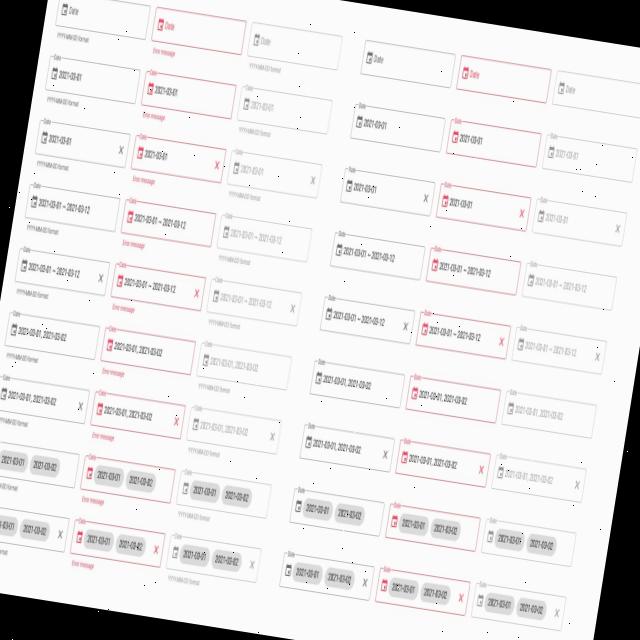 Date
Date
Date
YYYY-MM-DD format
Error message
YYYY-MM-DD format
Date
2021-03-01
Date
2021-03-01
Date
2021-03-01
YYYY-MM-DD format
Error message
YYYY-MM-DD format
Date
2021-03-01
Date
2021-03-01
Date
2021-03-01
YYYY-MM-DD format
Error message
YYYY-MM-DD format
Date
2021-03-01 ~ 2021-03-12
Date
2021-03-01 ~ 2021-03-12
Date
2021-03-01 ~ 2021-03-12
YYYY-MM-DD format
Error message
YYYY-MM-DD format
Date
2021-03-01 ~ 2021-03-12
Date
2021-03-01 ~ 2021-03-12
Date
2021-03-01 ~ 2021-03-12
YYYY-MM-DD format
Error message
YYYY-MM-DD format
Date
2021-03-01, 2021-03-02
Date
2021-03-01, 2021-03-02
Date
2021-03-01, 2021-03-02
YYYY-MM-DD format
Error message
YYYY-MM-DD format
Date
2021-03-01, 2021-03-02
Date
2021-03-01, 2021-03-02
Date
2021-03-01, 2021-03-02
format
Error message
YYYY-MM-DD format
2021-03-01 2021-03-02
Date
2021-03-01 2021-03-02
Date
2021-03-01 2021-03-02
format
Error message
YYYY-MM-DD format
2021-03-02
Date
2021-03-01 2021-03-02
Date
2021-03-01 2021-03-02
format
Error message
YYYY-MM-DD format
Date
Date
Date
Date
2021-03-01
Date
2021-03-01
Date
2021-03-01
Date
2021-03-01
Date
2021-03-01
Date
2021-03-01
Date
2021-03-01 ~ 2021-03-12
Date
2021-03-01 ~ 2021-03-12
Date
2021-03-01 ~ 2021-03-12
Date
2021-03-01 ~ 2021-03-12
Date
2021-03-01 ~ 2021-03-12
Date
2021-03-01 ~ 2021-03-12
Date
2021-03-01, 2021-03-02
Date
2021-03-01, 2021-03-02
Date
2021-03-01, 2021-03-02
Date
2021-03-01, 2021-03-02
Date
2021-03-01, 2021-03-02
Date
2021-03-01, 2021-03-02
Date
2021-03-01 2021-03-02
Date
2021-03-01 2021-03-02
Date
2021-03-01 2021-03-02
Date
2021-03-01 2021-03-02
Date
2021-03-01 2021-03-02
Date
2021-03-01 2021-03-02